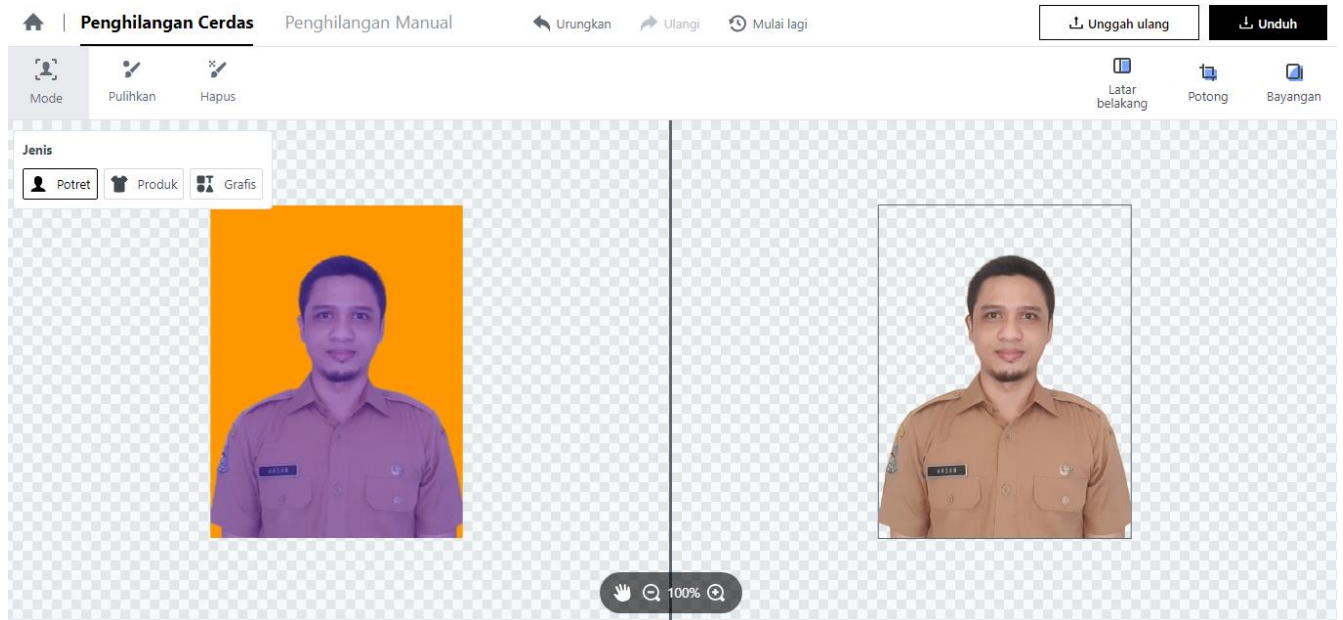 Penghilangan Cerdas Penghilangan Manual Urungkan Ulangi Mulai lagi Unggah ulang Unduh
Mode Pulihkan Hapus Latar belakang Potong Bayangan
Jenis
Potret Produk Grafis
100%